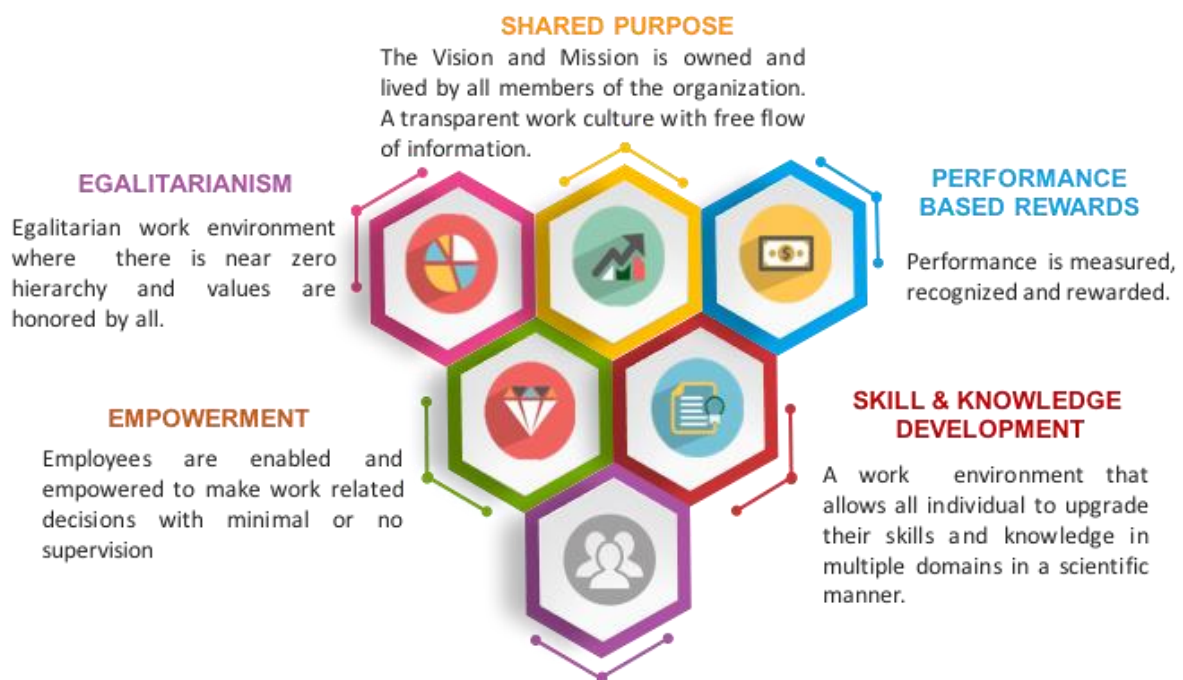 SHARED PURPOSE
The Vision and Mission is owned and
lived by all members of the organization.
A transparent work culture with free flow
of information.
EGALITARIANISM
Egalitarian work environment
where there is near zero
hierarchy and values are
honored by all.
PERFORMANCE
BASED REWARDS
Performance is measured,
recognized and rewarded.
$
EMPOWERMENT
Employees are enabled and
empowered to make work related
decisions with minimal or no
supervision
SKILL & KNOWLEDGE
DEVELOPMENT
A work environment that
allows all individual to upgrade
their skills and knowledge in
multiple domains in a scientific
manner.